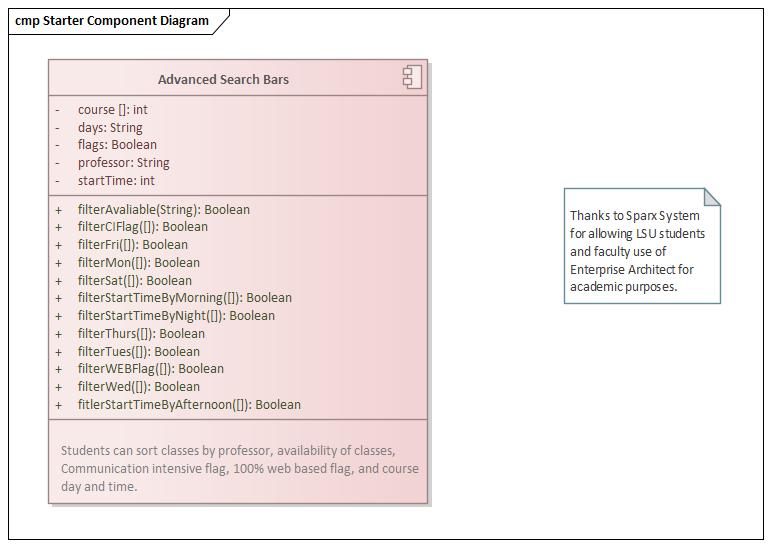 cmp Starter Component Diagram
Advanced Search Bars
- course []: int
- days: String
- flags: Boolean
- professor: String
- startTime: int
+ filterAvaliable(String): Boolean
+ filterCIFlag([]): Boolean
+ filterFri([]): Boolean
+ filterMon([]): Boolean
+ filterSat([]): Boolean
+ filterStartTimeByMorning([]): Boolean
+ filterStartTimeByNight([]): Boolean
+ filterThurs([]): Boolean
+ filterTues([]): Boolean
+ filterWEBFlag([]): Boolean
+ filterWed([]): Boolean
+ fitlerStartTimeByAfternoon([]): Boolean
Students can sort classes by professor, availability of classes,
Communication intensive flag, 100% web based flag, and course
day and time.
Thanks to Sparx System
for allowing LSU students
and faculty use of
Enterprise Architect for
academic purposes.